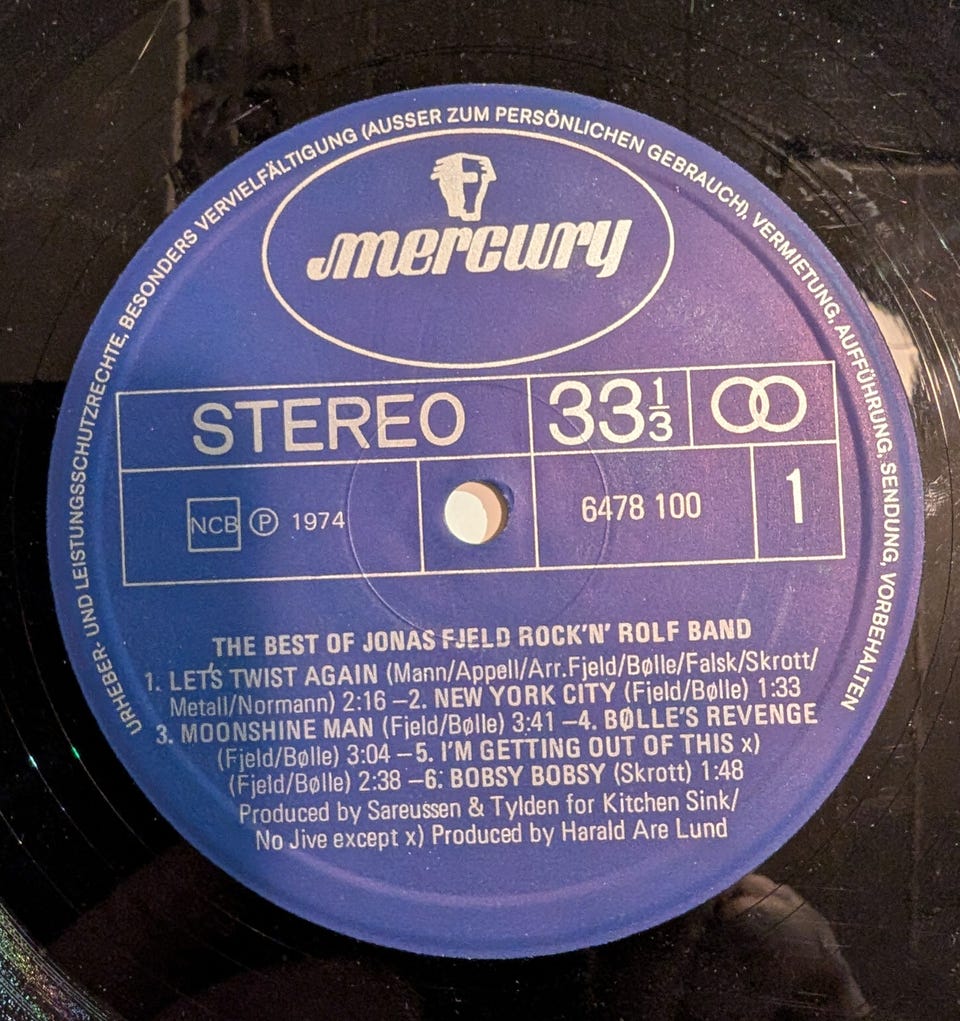 URHEBER- UND LEISTUNGSSCHUTZRECHTE, BESONDERS VERVIELFÄLTIGUNG (AUSSER ZUM PERSÖNLICHEN GEBRAUCH), VERMIETUNG, AUFFÜHRUNG, SENDUNG, VORBEHALTEN
mercury
STEREO 33 1/3
NCB Ⓟ 1974 6478 100 1
THE BEST OF JONAS FJELD ROCK'N' ROLF BAND
1. LET'S TWIST AGAIN (Mann/Appell/Arr.Fjeld/Bølle/Falsk/Skrott/
Metall/Normann) 2:16 –2. NEW YORK CITY (Fjeld/Bølle) 1:33
3. MOONSHINE MAN (Fjeld/Bølle) 3:41 –4. BØLLE'S REVENGE
(Fjeld/Bølle) 3:04 –5. I'M GETTING OUT OF THIS x)
(Fjeld/Bølle) 2:38 –6. BOBSY BOBSY (Skrott) 1:48
Produced by Sareussen & Tylden for Kitchen Sink/
No Jive except x) Produced by Harald Are Lund